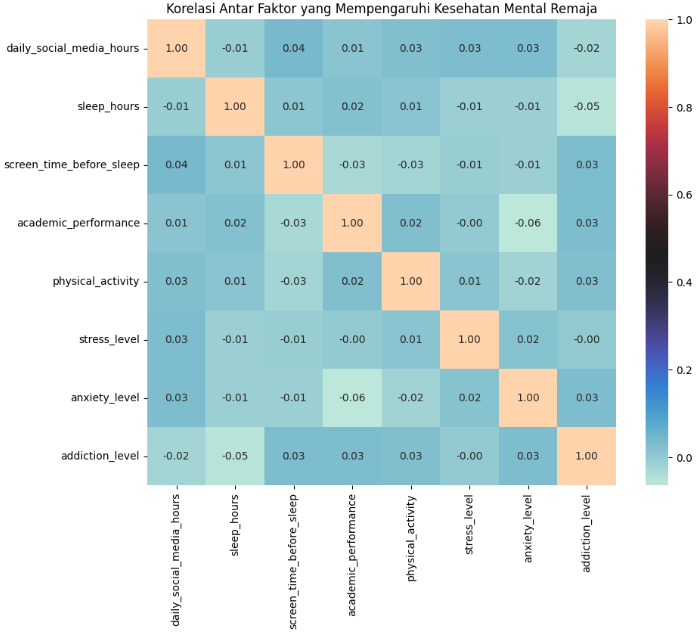 Korelasi Antar Faktor yang Mempengaruhi Kesehatan Mental Remaja
daily_social_media_hours 1.00 -0.01 0.04 0.01 0.03 0.03 0.03 -0.02
sleep_hours -0.01 1.00 0.01 0.02 0.01 -0.01 -0.01 -0.05
screen_time_before_sleep 0.04 0.01 1.00 -0.03 -0.03 -0.01 -0.01 0.03
academic_performance 0.01 0.02 -0.03 1.00 0.02 -0.00 -0.06 0.03
physical_activity 0.03 0.01 -0.03 0.02 1.00 0.01 -0.02 0.03
stress_level 0.03 -0.01 -0.01 -0.00 0.01 1.00 0.02 -0.00
anxiety_level 0.03 -0.01 -0.01 -0.06 -0.02 0.02 1.00 0.03
addiction_level -0.02 -0.05 0.03 0.03 0.03 -0.00 0.03 1.00
daily_social_media_hours
sleep_hours
screen_time_before_sleep
academic_performance
physical_activity
stress_level
anxiety_level
addiction_level
1.0
0.8
0.6
0.4
0.2
0.0